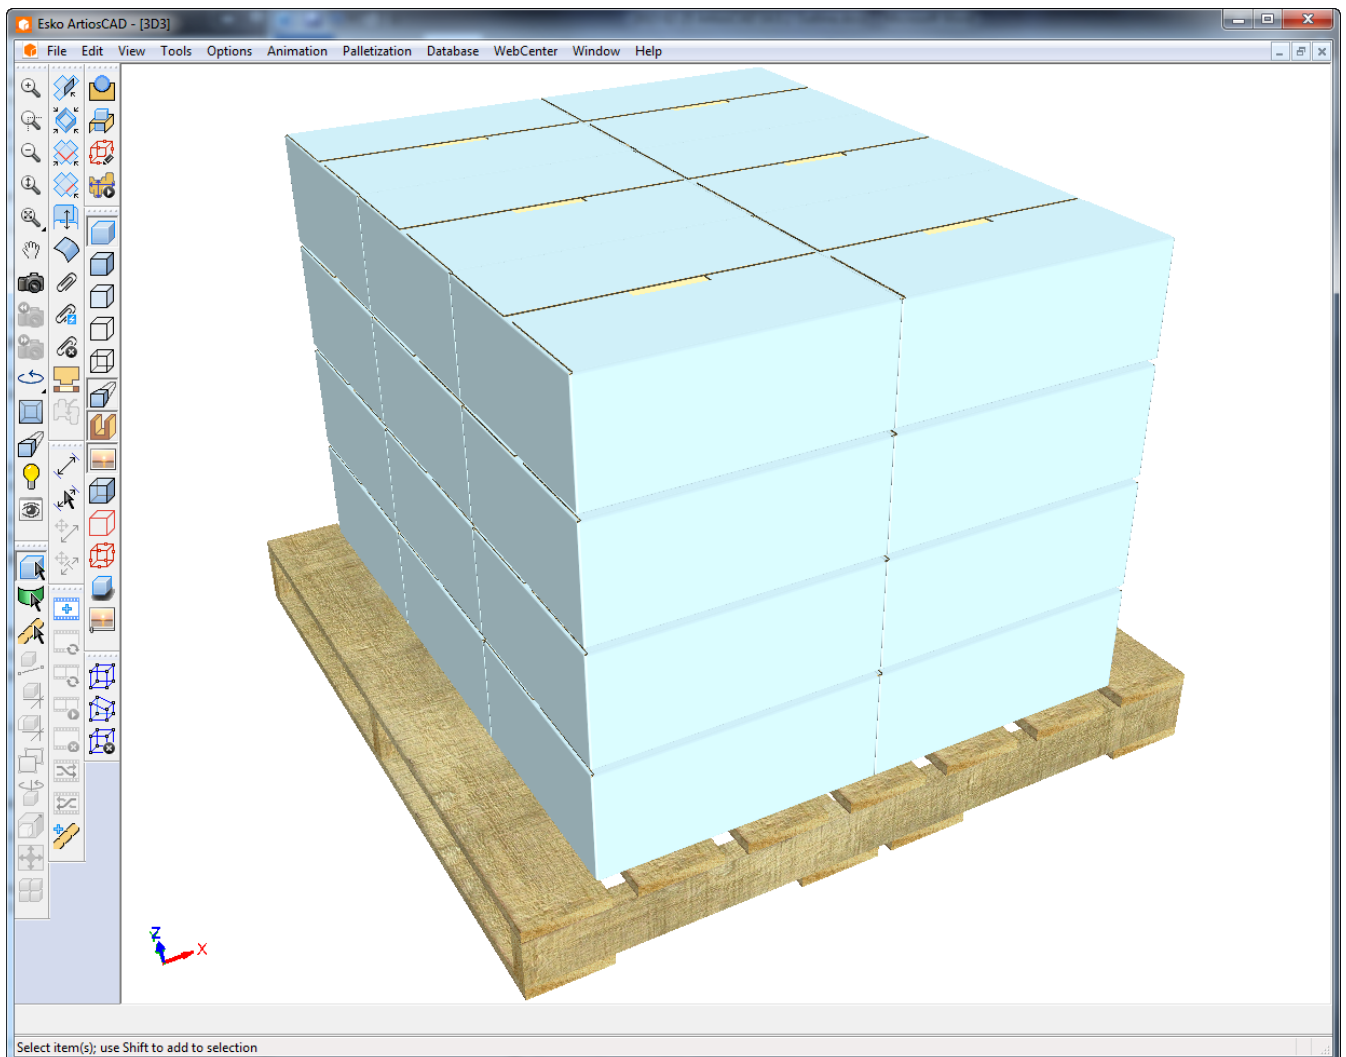 Esko ArtiosCAD - [3D3]
File Edit View Tools Options Animation Palletization Database WebCenter Window Help
Z
X
Select item(s); use Shift to add to selection